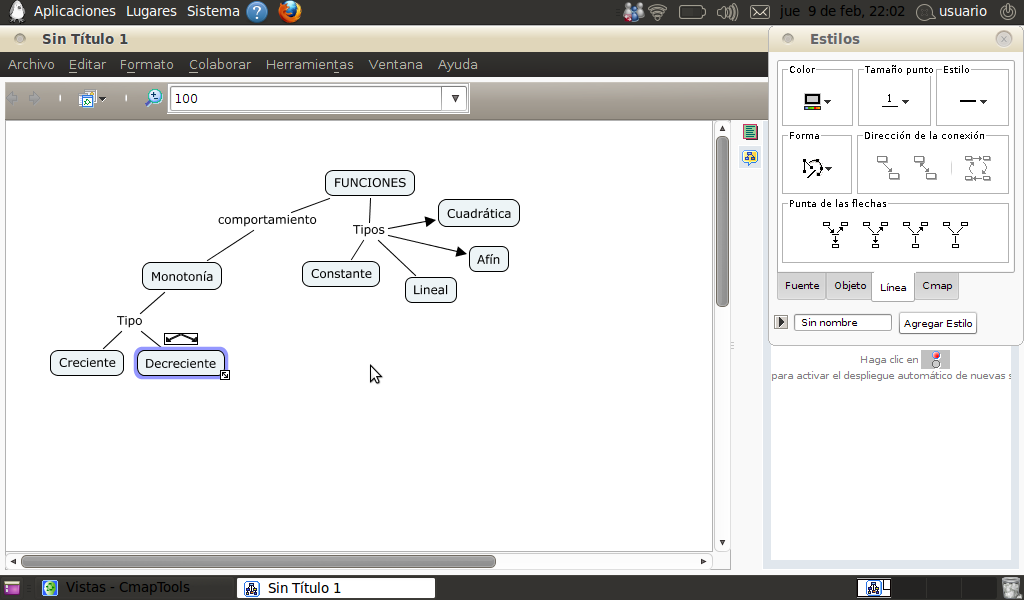 Aplicaciones Lugares Sistema ? jue 9 de feb, 22:02 usuario
Sin Título 1
Estilos
Archivo Editar Formato Colaborar Herramientas Ventana Ayuda
100
Color Tamaño punto Estilo
1
Forma Dirección de la conexión
Punta de las flechas
Fuente Objeto Línea Cmap
Sin nombre Agregar Estilo
Haga clic en
para activar el despliegue automático de nuevas s
FUNCIONES
comportamiento
Tipos
Cuadrática
Afín
Constante
Lineal
Monotonía
Tipo
Creciente
Decreciente
Vistas - CmapTools
Sin Título 1